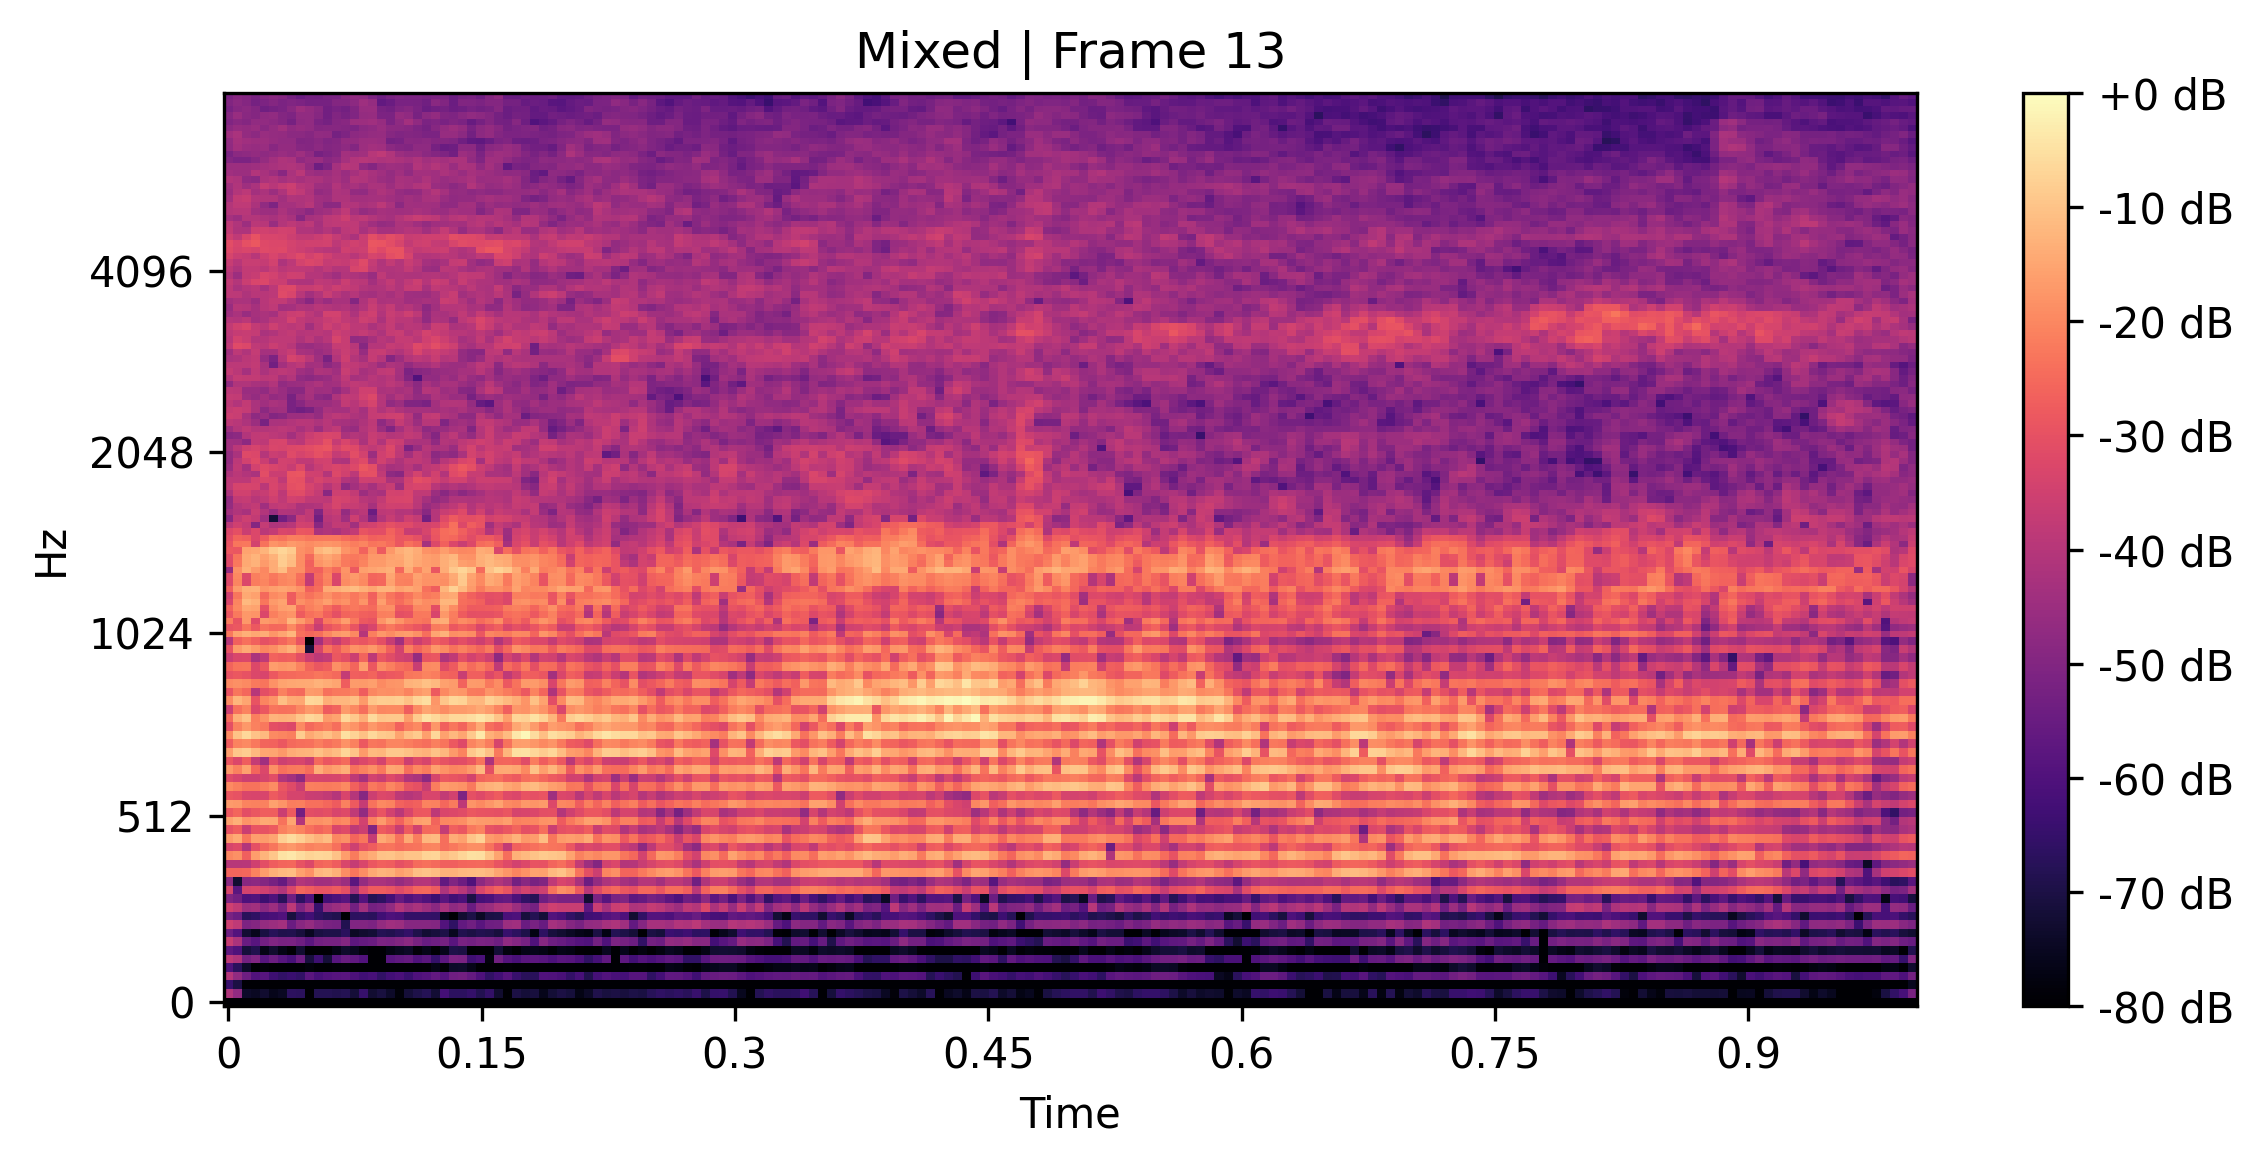 Mixed | Frame 13
Hz
4096
2048
1024
512
0
0 0.15 0.3 0.45 0.6 0.75 0.9
Time
+0 dB
-10 dB
-20 dB
-30 dB
-40 dB
-50 dB
-60 dB
-70 dB
-80 dB